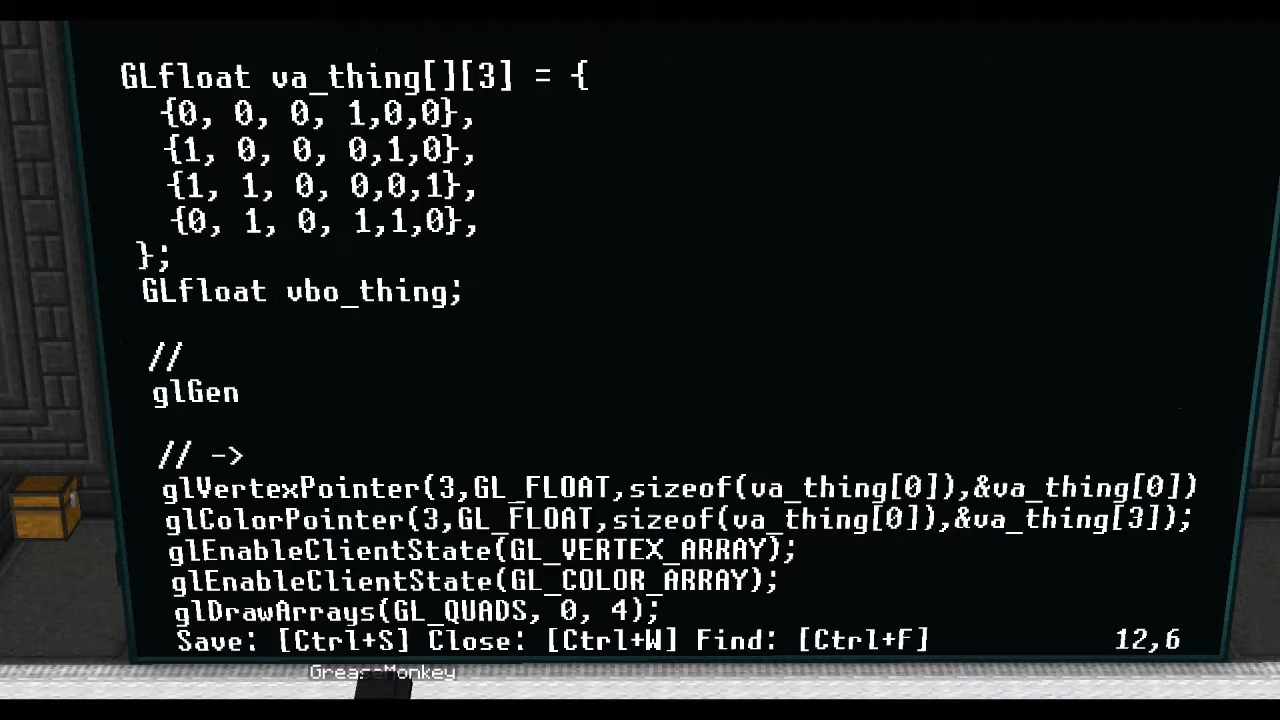 GLfloat va_thing[][3] = {
{0, 0, 0, 1,0,0},
{1, 0, 0, 0,1,0},
{1, 1, 0, 0,0,1},
{0, 1, 0, 1,1,0},
};
GLfloat vbo_thing;
//
glGen
// ->
glVertexPointer(3,GL_FLOAT,sizeof(va_thing[0]),&va_thing[0])
glColorPointer(3,GL_FLOAT,sizeof(va_thing[0]),&va_thing[3]);
glEnableClientState(GL_VERTEX_ARRAY);
glEnableClientState(GL_COLOR_ARRAY);
glDrawArrays(GL_QUADS, 0, 4);
Save: [Ctrl+S] Close: [Ctrl+W] Find: [Ctrl+F] 12,6
GreaseMonkey